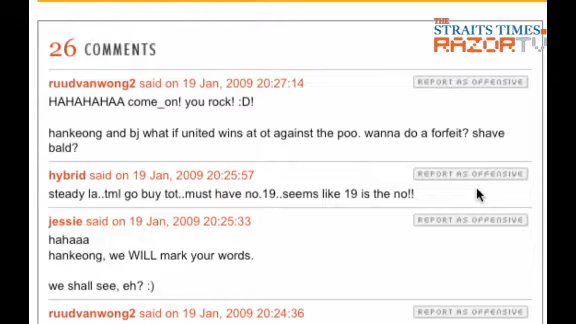 THE
STRAITS TIMES
RAZORTV
26 COMMENTS
ruudvanwong2 said on 19 Jan, 2009 20:27:14
REPORT AS OFFENSIVE
HAHAHAHAA come_on! you rock! :D!
hankeong and bj what if united wins at ot against the poo. wanna do a forfeit? shave
bald?
hybrid said on 19 Jan, 2009 20:25:57
REPORT AS OFFENSIVE
steady la..tml go buy tot..must have no.19..seems like 19 is the no!!
jessie said on 19 Jan, 2009 20:25:33
REPORT AS OFFENSIVE
hahaaa
hankeong, we WILL mark your words.
we shall see, eh? :)
ruudvanwong2 said on 19 Jan, 2009 20:24:36
REPORT AS OFFENSIVE